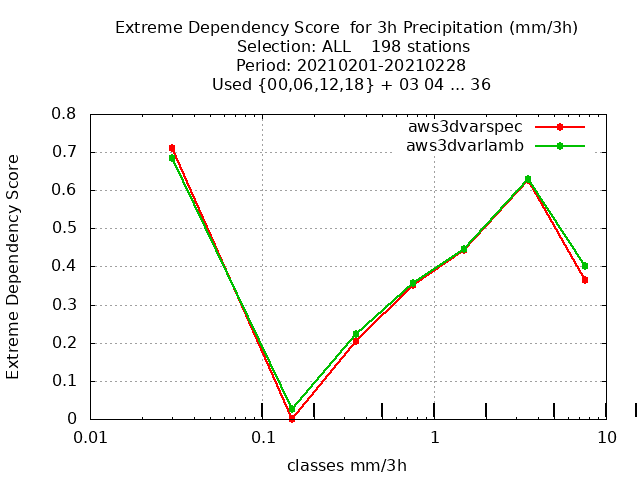 Extreme Dependency Score  for 3h Precipitation (mm/3h)
Selection: ALL    198 stations
Period: 20210201-20210228
Used {00,06,12,18} + 03 04 ... 36
aws3dvarspec
aws3dvarlamb
0.8
0.7
0.6
0.5
0.4
0.3
0.2
0.1
0
Extreme Dependency Score
0.01 0.1 1 10
classes mm/3h